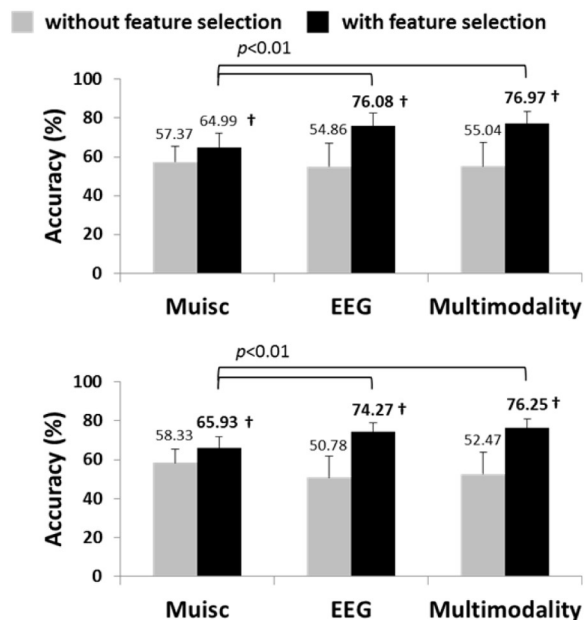 without feature selection with feature selection
p<0.01
100
80
60
40
20
0
Accuracy (%)
57.37 64.99 †
54.86 76.08 †
55.04 76.97 †
Muisc EEG Multimodality
p<0.01
100
80
60
40
20
0
Accuracy (%)
58.33 65.93 †
50.78 74.27 †
52.47 76.25 †
Muisc EEG Multimodality